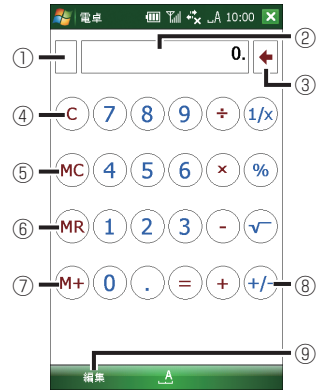 電卓 A 10:00
②
①
0.
③
④ C 7 8 9 ÷ 1/x
⑤ MC 4 5 6 × %
⑥ MR 1 2 3 - √
⑦ M+ 0 . = + +/- ⑧
⑨
編集 A